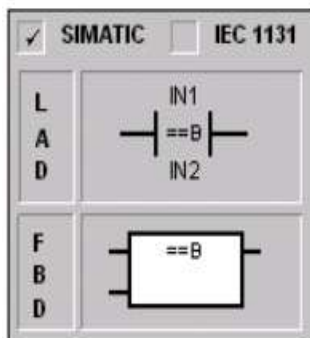 ✓ SIMATIC IEC 1131
L
A
D
IN1
==B
IN2
F
B
D
==B